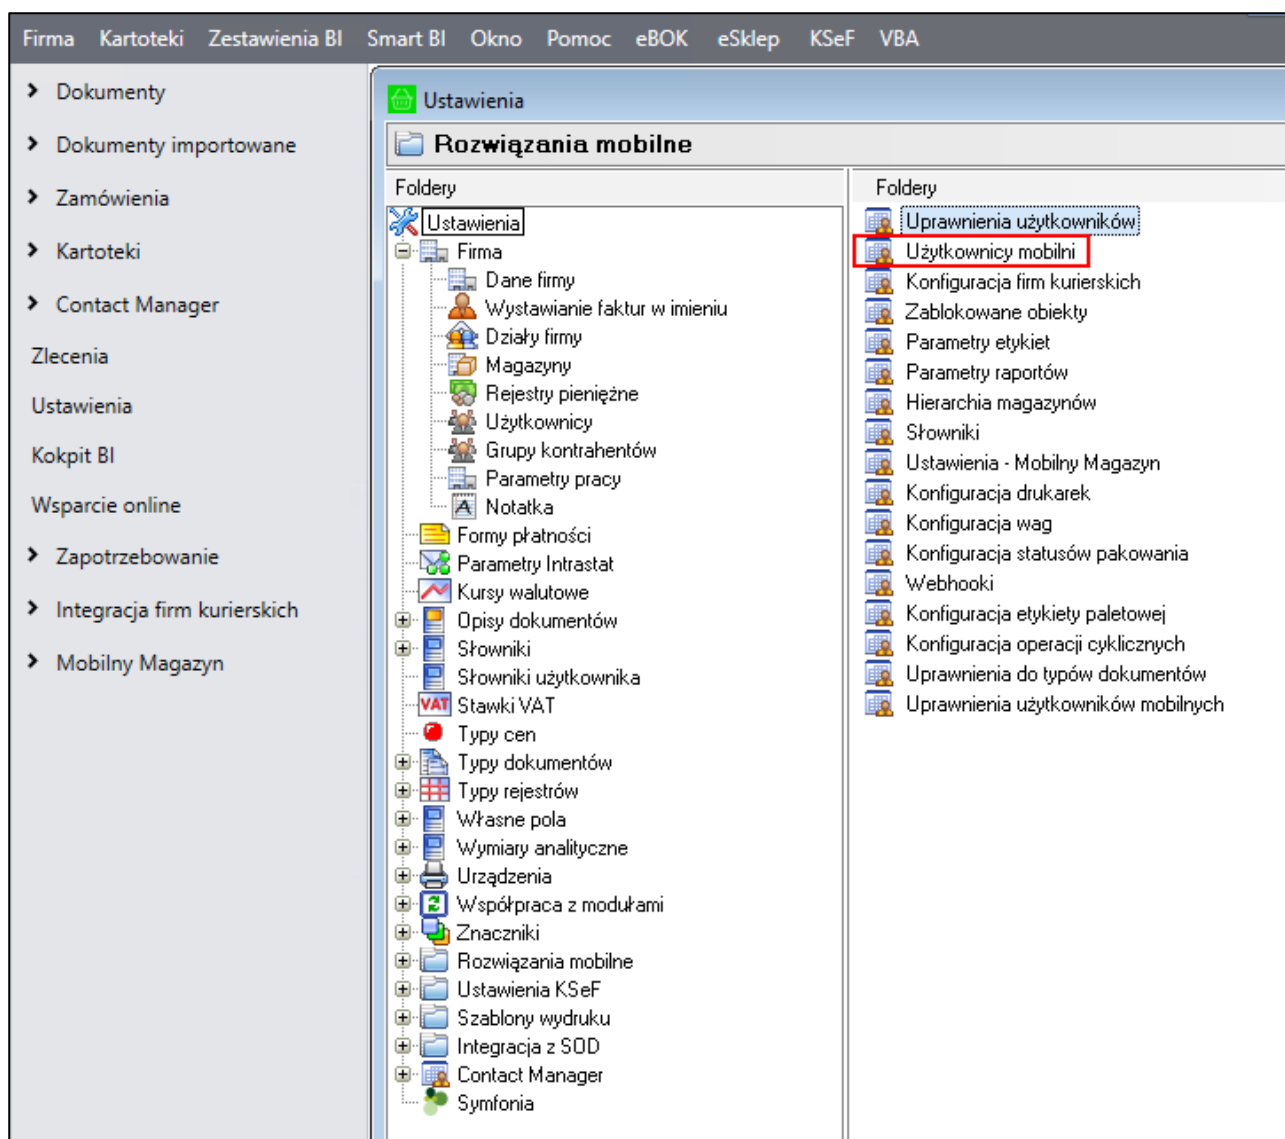 Firma Kartoteki Zestawienia BI Smart BI Okno Pomoc eBOK eSklep KSeF VBA
Dokumenty
Dokumenty importowane
Zamówienia
Kartoteki
Contact Manager
Zlecenia
Ustawienia
Kokpit BI
Wsparcie online
Zapotrzebowanie
Integracja firm kurierskich
Mobilny Magazyn
Ustawienia
Rozwiązania mobilne
Foldery
Ustawienia
Firma
Dane firmy
Wystawianie faktur w imieniu
Działy firmy
Magazyny
Rejestry pieniężne
Użytkownicy
Grupy kontrahentów
Parametry pracy
Notatka
Formy płatności
Parametry Intrastat
Kursy walutowe
Opisy dokumentów
Słowniki
Słowniki użytkownika
VAT Stawki VAT
Typy cen
Typy dokumentów
Typy rejestrów
Własne pola
Wymiary analityczne
Urządzenia
Współpraca z modułami
Znaczniki
Rozwiązania mobilne
Ustawienia KSeF
Szablony wydruku
Integracja z SOD
Contact Manager
Symfonia
Foldery
Uprawnienia użytkowników
Użytkownicy mobilni
Konfiguracja firm kurierskich
Zablokowane obiekty
Parametry etykiet
Parametry raportów
Hierarchia magazynów
Słowniki
Ustawienia - Mobilny Magazyn
Konfiguracja drukarek
Konfiguracja wag
Konfiguracja statusów pakowania
Webhooki
Konfiguracja etykiety paletowej
Konfiguracja operacji cyklicznych
Uprawnienia do typów dokumentów
Uprawnienia użytkowników mobilnych